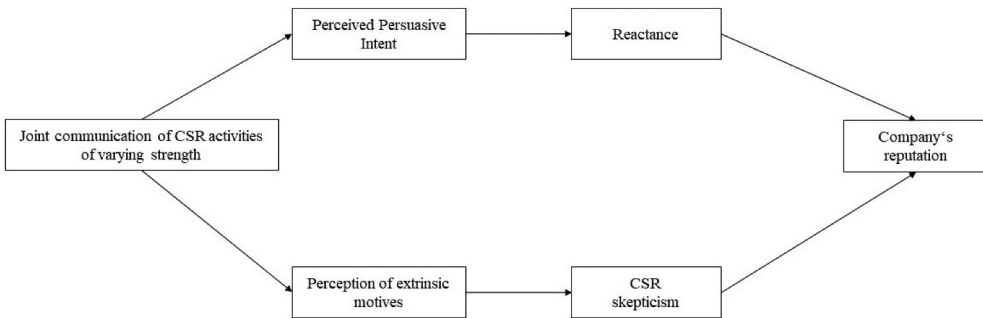 Perceived Persuasive
Intent
Reactance
Joint communication of CSR activities
of varying strength
Company‘s
reputation
Perception of extrinsic
motives
CSR
skepticism